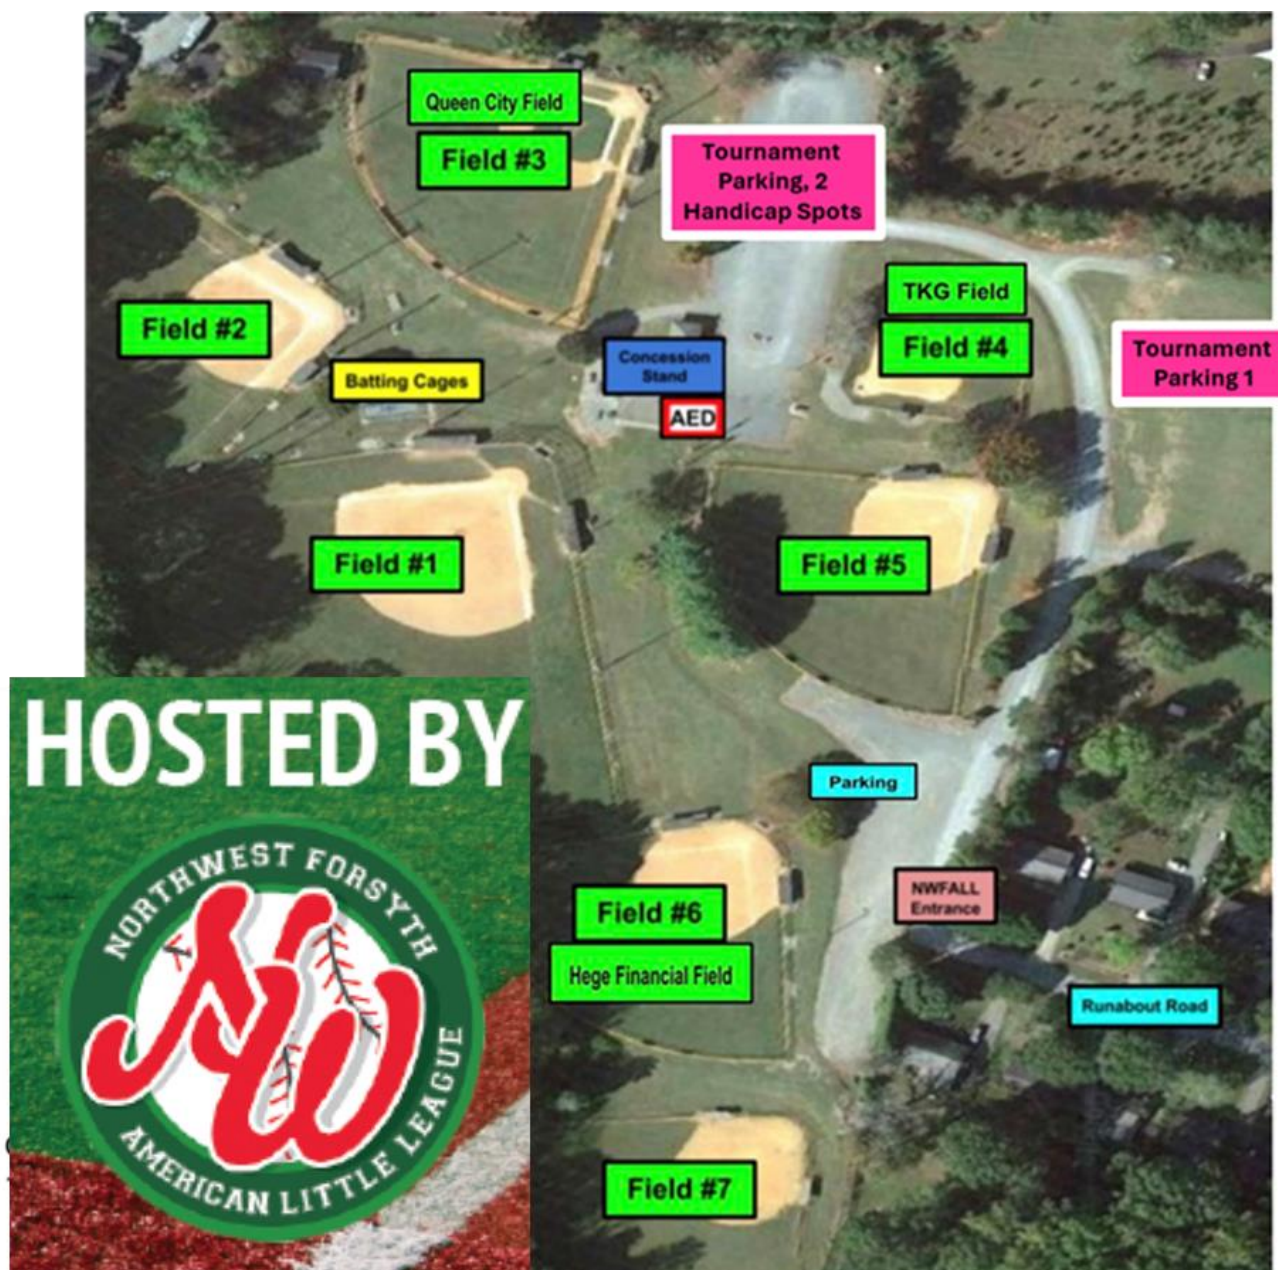 Queen City Field
Field #3
Tournament
Parking, 2
Handicap Spots
TKG Field
Field #4
Field #2
Tournament
Parking 1
Concession
Stand
Batting Cages
AED
Field #1
Field #5
HOSTED BY
Parking
NORTHWEST FORSYTH
NW
AMERICAN LITTLE LEAGUE
NWFALL
Entrance
Field #6
Hege Financial Field
Runabout Road
Field #7